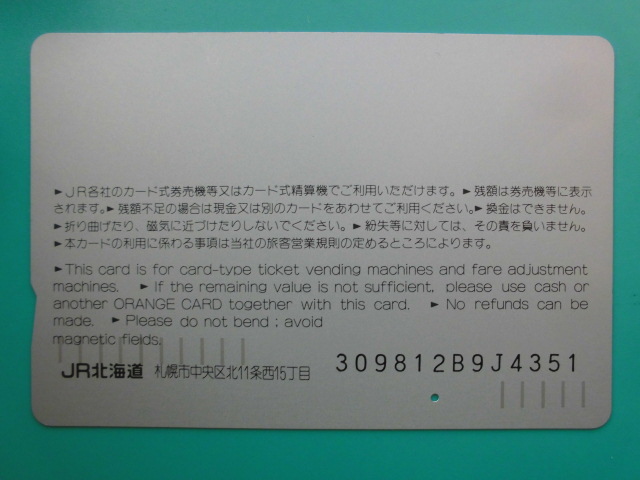 ►JR各社のカード式券売機等又はカード式精算機でご利用いただけます。►残額は券売機等に表示
されます。►残額不足の場合は現金又は別のカードをあわせてご利用ください。►換金はできません。
►折り曲げたり、磁気に近づけたりしないでください。►紛失等に対しては、その責を負いません。
►本カードの利用に係わる事項は当社の旅客営業規則の定めるところによります。
►This card is for card-type ticket vending machines and fare adjustment
machines. ►If the remaining value is not sufficient, please use cash or
another ORANGE CARD together with this card. ►No refunds can be
made. ►Please do not bend ; avoid
magnetic fields.
JR北海道 札幌市中央区北11条西15丁目 309812B9J4351